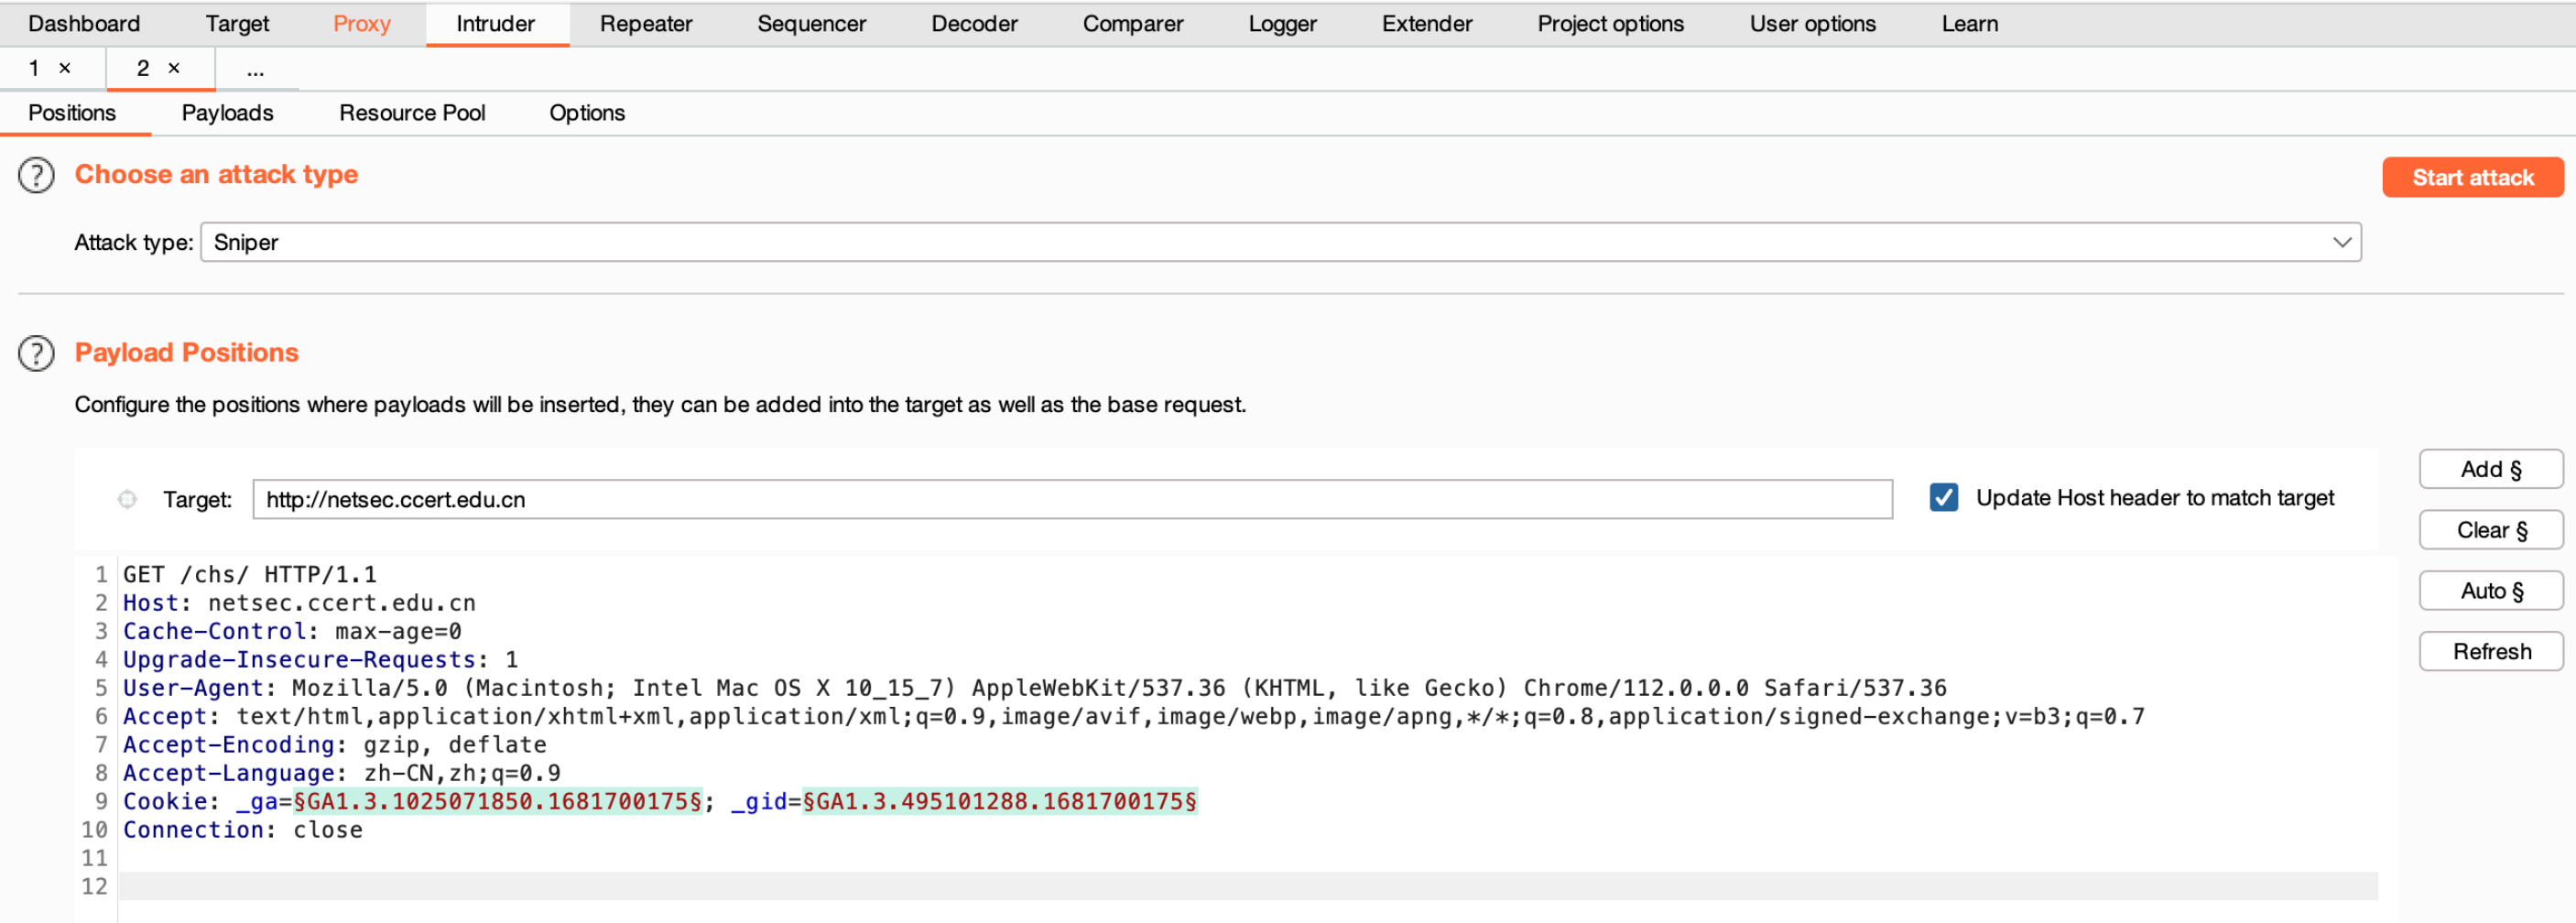 Dashboard Target Proxy Intruder Repeater Sequencer Decoder Comparer Logger Extender Project options User options Learn
1 × 2 × ...
Positions Payloads Resource Pool Options
? Choose an attack type Start attack
Attack type: Sniper
? Payload Positions
Configure the positions where payloads will be inserted, they can be added into the target as well as the base request.
Add §
Target: http://netsec.ccert.edu.cn Update Host header to match target
Clear §
Auto §
Refresh
1 GET /chs/ HTTP/1.1
2 Host: netsec.ccert.edu.cn
3 Cache-Control: max-age=0
4 Upgrade-Insecure-Requests: 1
5 User-Agent: Mozilla/5.0 (Macintosh; Intel Mac OS X 10_15_7) AppleWebKit/537.36 (KHTML, like Gecko) Chrome/112.0.0.0 Safari/537.36
6 Accept: text/html,application/xhtml+xml,application/xml;q=0.9,image/avif,image/webp,image/apng,*/*;q=0.8,application/signed-exchange;v=b3;q=0.7
7 Accept-Encoding: gzip, deflate
8 Accept-Language: zh-CN,zh;q=0.9
9 Cookie: _ga=§GA1.3.1025071850.1681700175§; _gid=§GA1.3.495101288.1681700175§
10 Connection: close
11
12